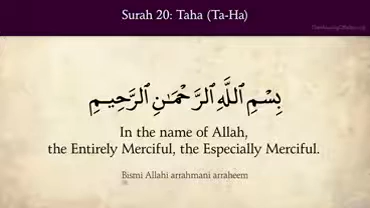 Surah 20: Taha (Ta-Ha)
بِسْمِ ٱللَّهِ ٱلرَّحْمَـٰنِ ٱلرَّحِيمِ
In the name of Allah,
the Entirely Merciful, the Especially Merciful.
Bismi Allahi arrahmani arraheem